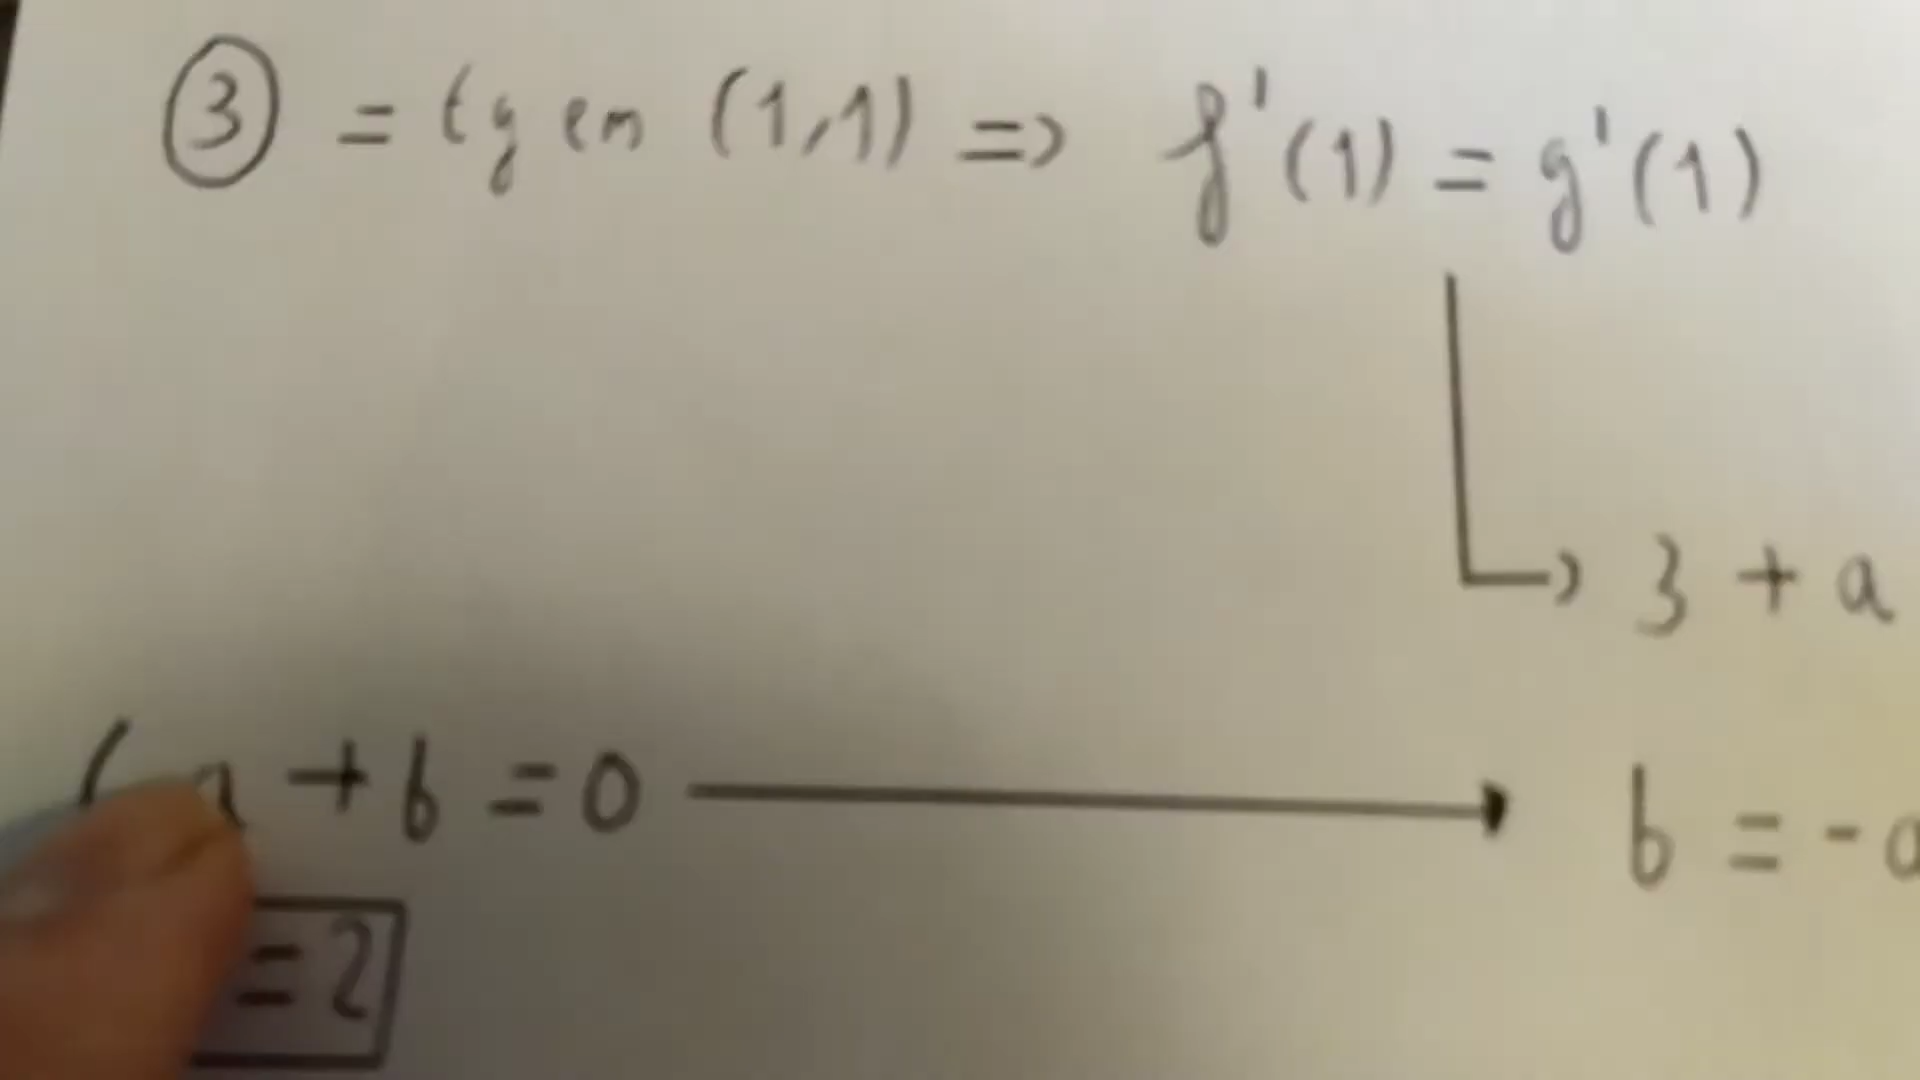 ③ = tg en (1,1) => f'(1) = g'(1)
3 + a
a + b = 0 → b = -a
= 2